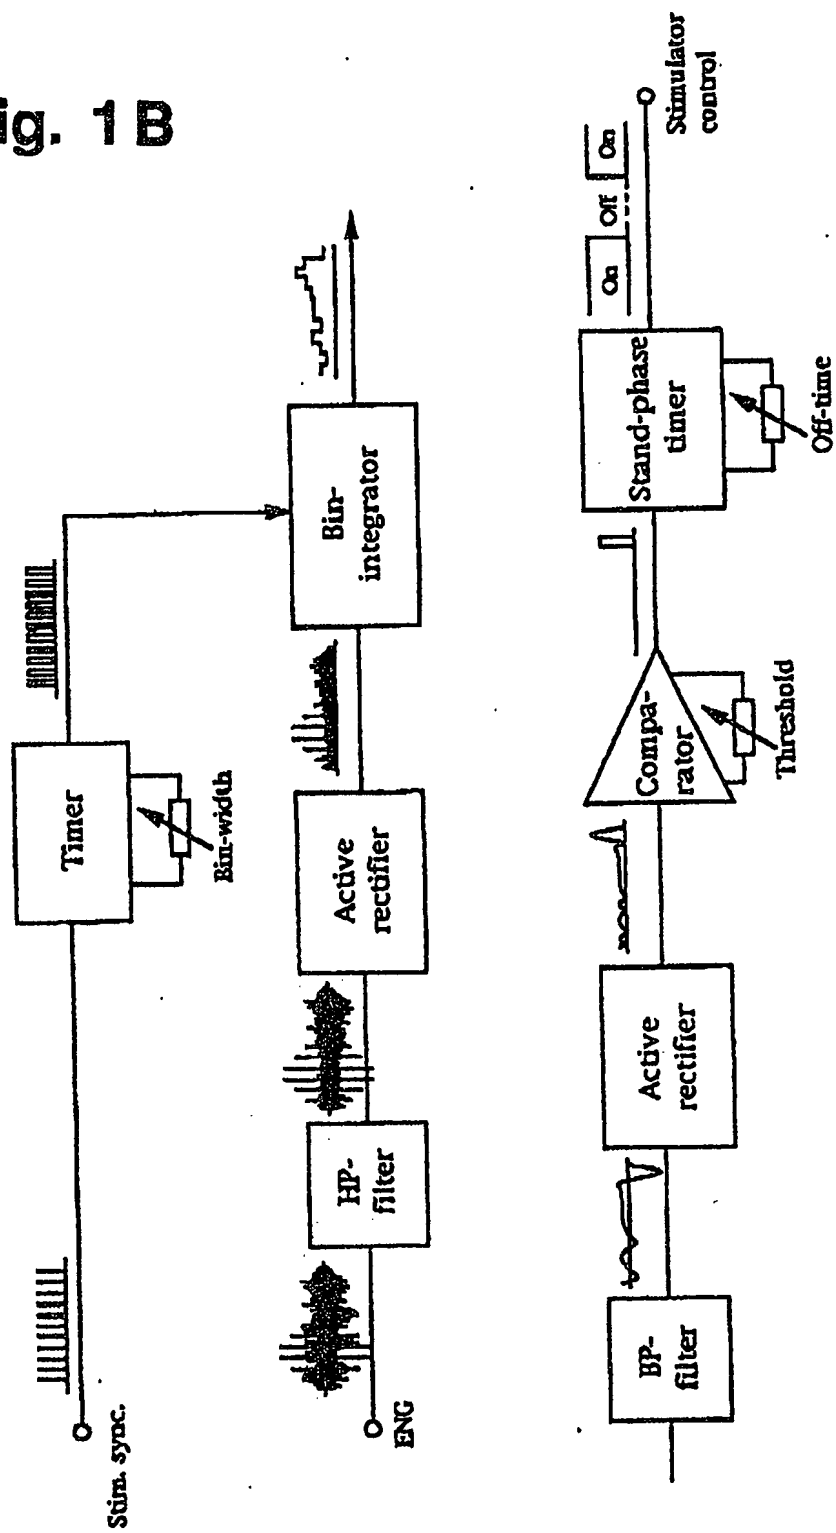 ig. 1B
Stim. sync.
Timer
Bin-width
ENG
HP-
filter
Active
rectifier
Bin-
integrator
BP-
filter
Active
rectifier
Compa-
rator
Threshold
Stand-phase
timer
Off-time
On
Off
On
Stimulator
control